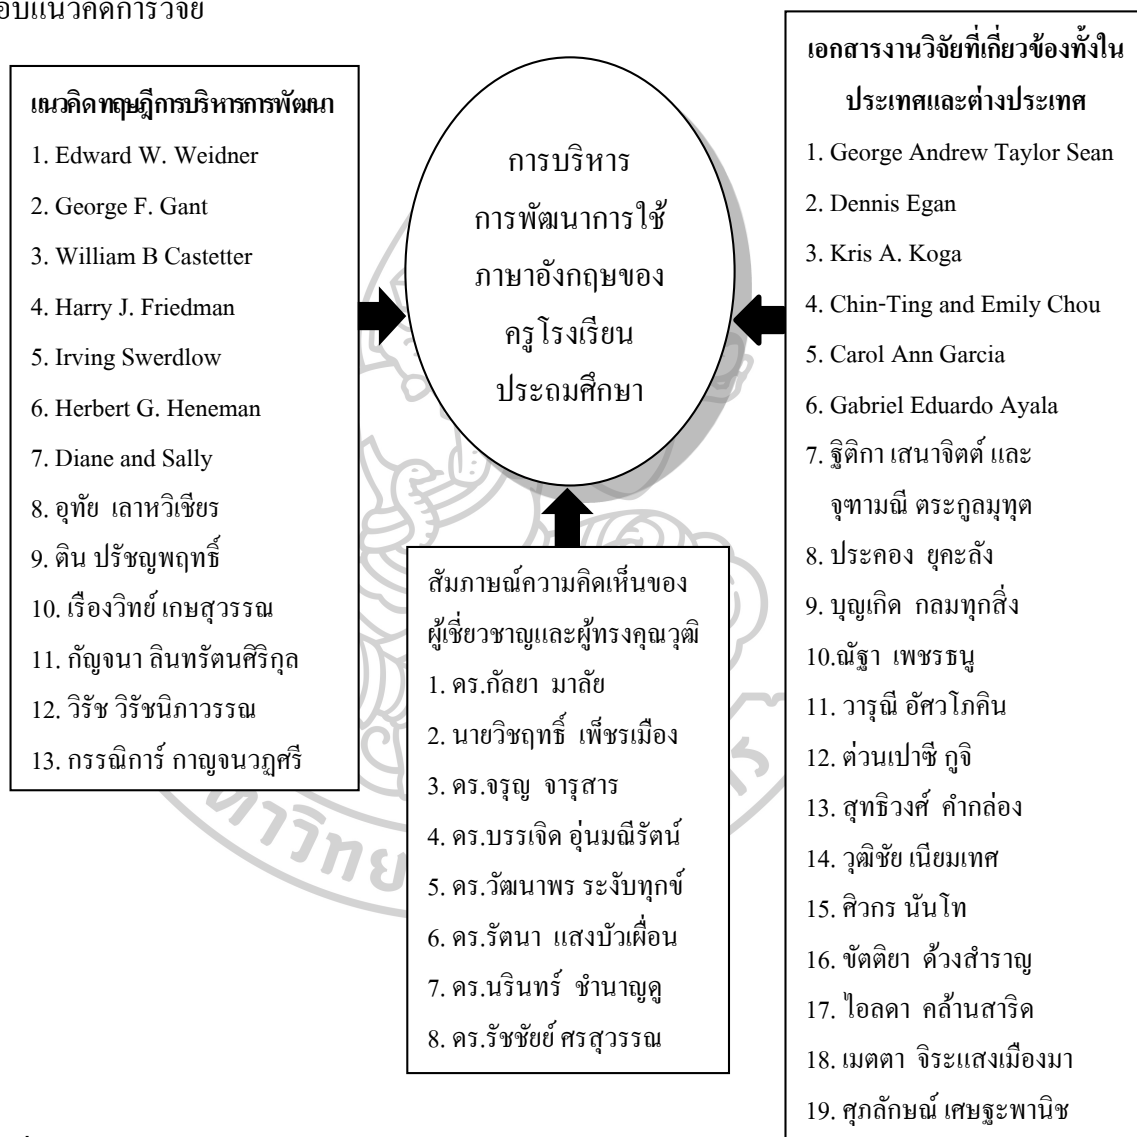 อบแนวคิดการวิจัย
แนวคิดทฤษฎีการบริหารการพัฒนา
1. Edward W. Weidner
2. George F. Gant
3. William B Castetter
4. Harry J. Friedman
5. Irving Swerdlow
6. Herbert G. Heneman
7. Diane and Sally
8. อุทัย เลาหวิเชียร
9. ติน ปรัชญพฤทธิ์
10. เรืองวิทย์ เกษสุวรรณ
11. กัญจนา ลินทรัตนศิริกุล
12. วิรัช วิรัชนิภาวรรณ
13. กรรณิการ์ กาญจนวฏศรี
การบริหาร
การพัฒนาการใช้
ภาษาอังกฤษของ
ครูโรงเรียน
ประถมศึกษา
สัมภาษณ์ความคิดเห็นของ
ผู้เชี่ยวชาญและผู้ทรงคุณวุฒิ
1. ดร.กัลยา มาลัย
2. นายวิชฤทธิ์ เพ็ชรเมือง
3. ดร.จรุญ จารุสาร
4. ดร.บรรเจิด อุ่นมณีรัตน์
5. ดร.วัฒนาพร ระงับทุกข์
6. ดร.รัตนา แสงบัวเผื่อน
7. ดร.นรินทร์ ชำนาญดู
8. ดร.รัชชัยย์ ศรสุวรรณ
เอกสารงานวิจัยที่เกี่ยวข้องทั้งใน
ประเทศและต่างประเทศ
1. George Andrew Taylor Sean
2. Dennis Egan
3. Kris A. Koga
4. Chin-Ting and Emily Chou
5. Carol Ann Garcia
6. Gabriel Eduardo Ayala
7. ฐิติกา เสนาจิตต์ และ
จุฑามณี ตระกูลมุทุต
8. ประคอง ยุคะลัง
9. บุญเกิด กลมทุกสิ่ง
10.ณัฐา เพชรธนู
11. วารุณี อัศวโภคิน
12. ต่วนเปาซี กูจิ
13. สุทธิวงศ์ คำกล่อง
14. วุฒิชัย เนียมเทศ
15. ศิวกร นันโท
16. ขัตติยา ด้วงสำราญ
17. ไอลดา คล้านสาริด
18. เมตตา จิระแสงเมืองมา
19. ศุภลักษณ์ เศษฐะพานิช